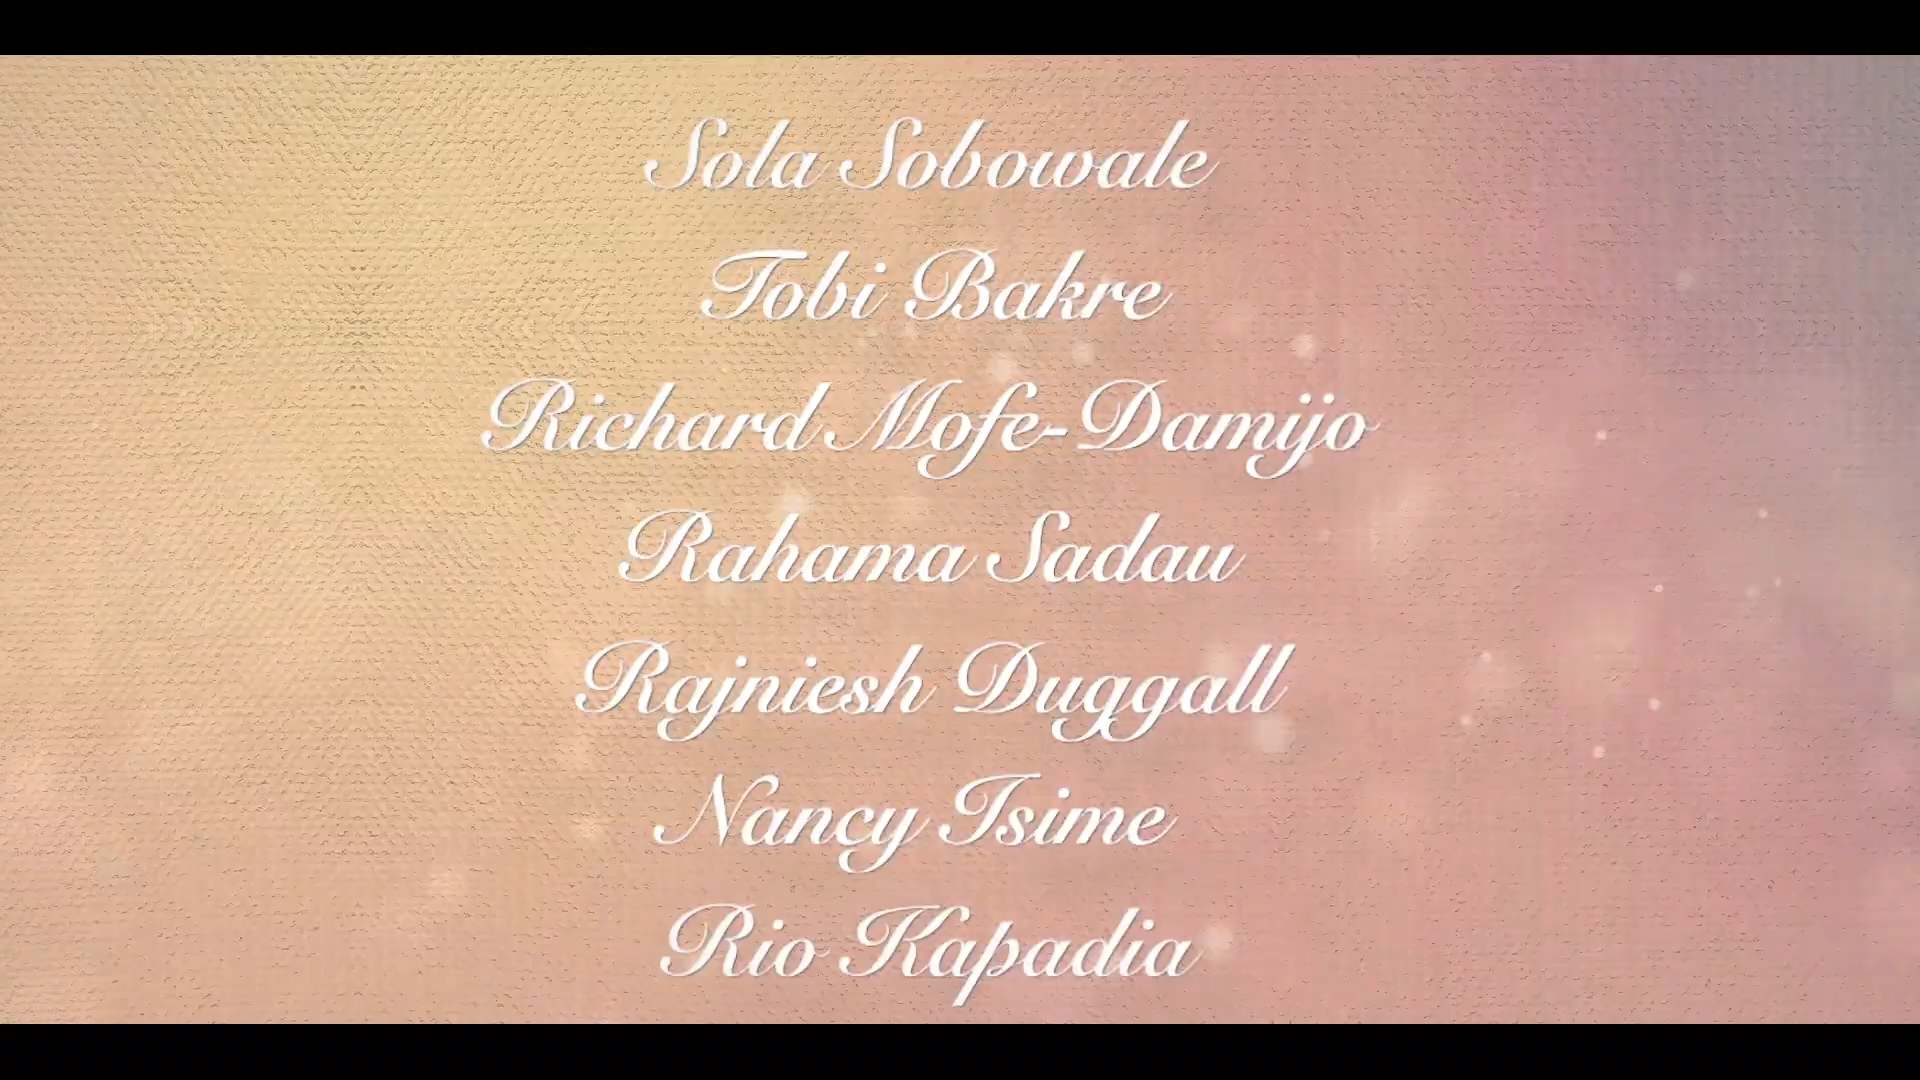 Sola Sobowale
Tobi Bakre
Richard Mofe-Damijo
Rahama Sadau
Rajniesh Duggall
Nancy Isime
Rio Kapadia